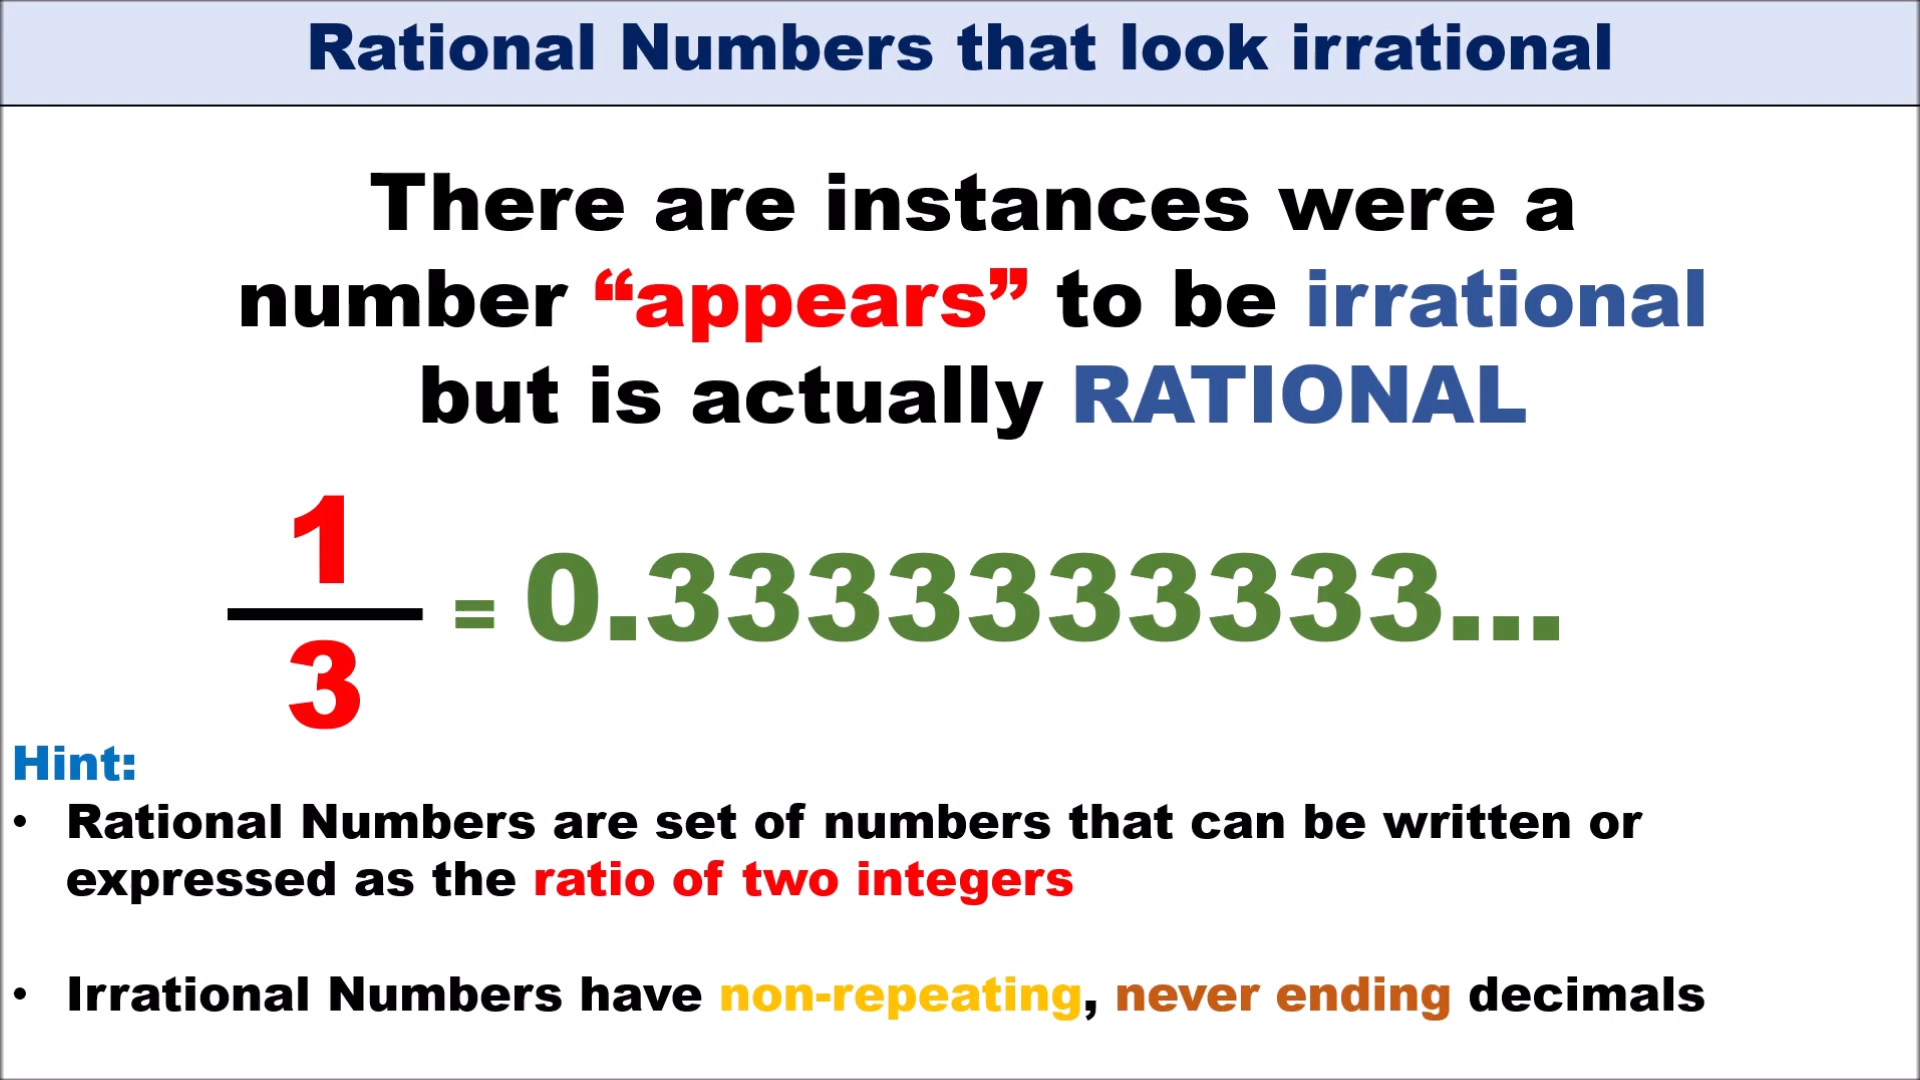 Rational Numbers that look irrational
There are instances were a
number “appears” to be irrational
but is actually RATIONAL
1
3
= 0.3333333333...
Hint:
• Rational Numbers are set of numbers that can be written or
expressed as the ratio of two integers
• Irrational Numbers have non-repeating, never ending decimals